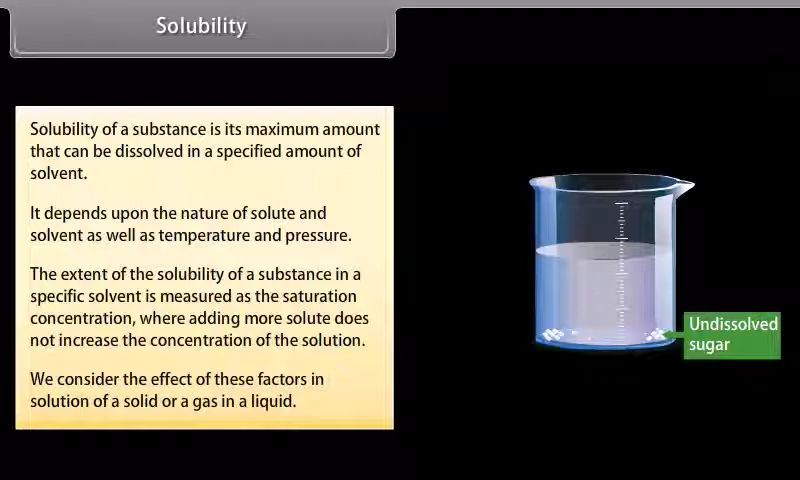 Solubility
Solubility of a substance is its maximum amount
that can be dissolved in a specified amount of
solvent.
It depends upon the nature of solute and
solvent as well as temperature and pressure.
The extent of the solubility of a substance in a
specific solvent is measured as the saturation
concentration, where adding more solute does
not increase the concentration of the solution.
We consider the effect of these factors in
solution of a solid or a gas in a liquid.
Undissolved
sugar